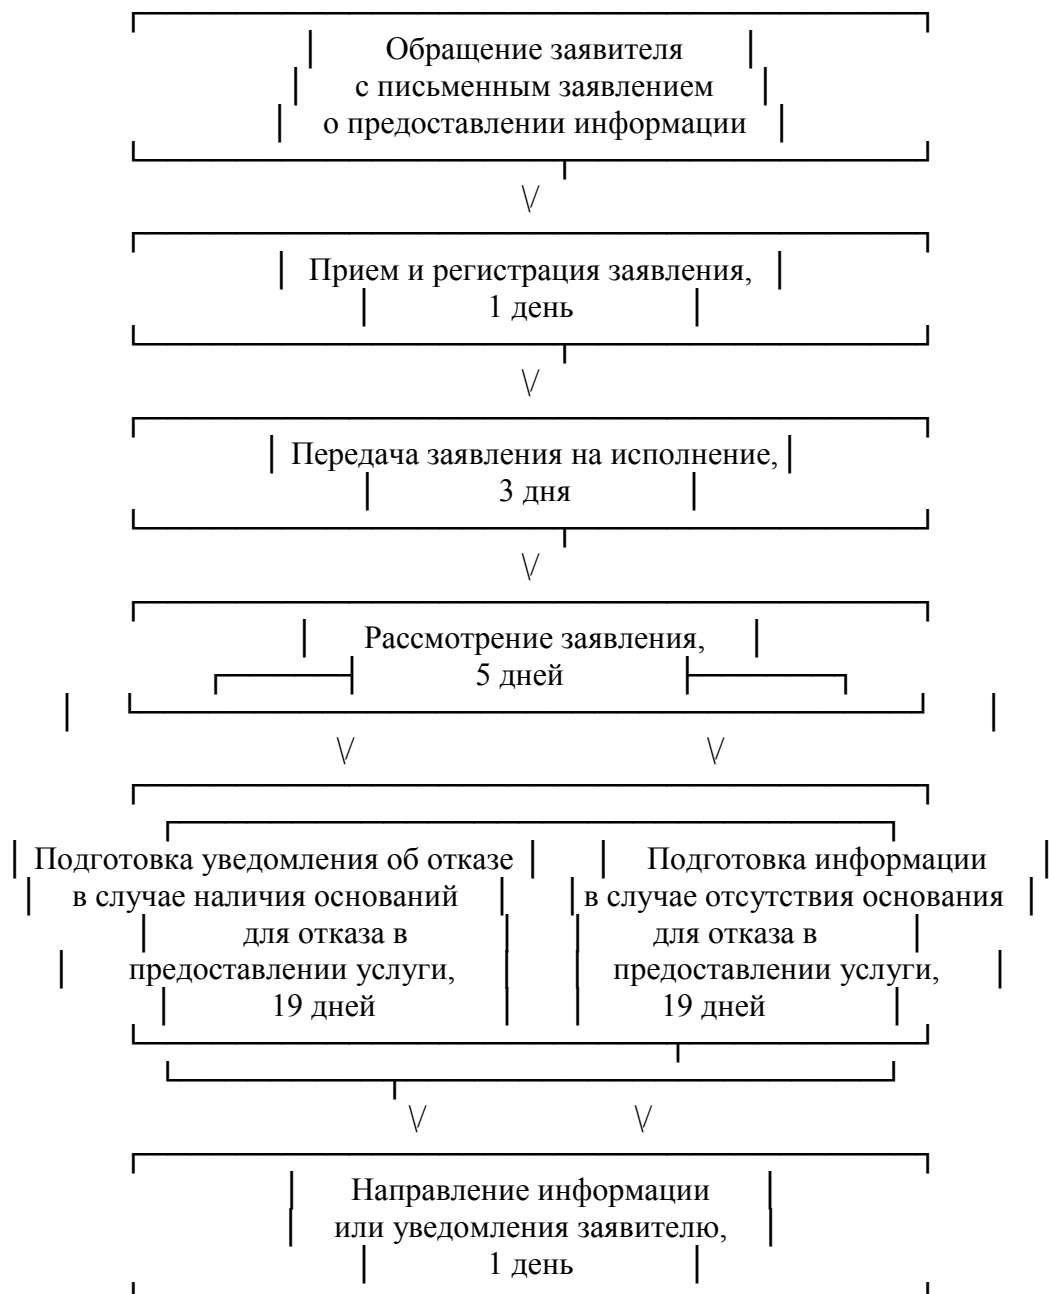 Обращение заявителя
с письменным заявлением
о предоставлении информации
Прием и регистрация заявления,
1 день
Передача заявления на исполнение,
3 дня
Рассмотрение заявления,
5 дней
Подготовка уведомления об отказе
в случае наличия оснований
для отказа в
предоставлении услуги,
19 дней
Подготовка информации
в случае отсутствия основания
для отказа в
предоставлении услуги,
19 дней
Направление информации
или уведомления заявителю,
1 день